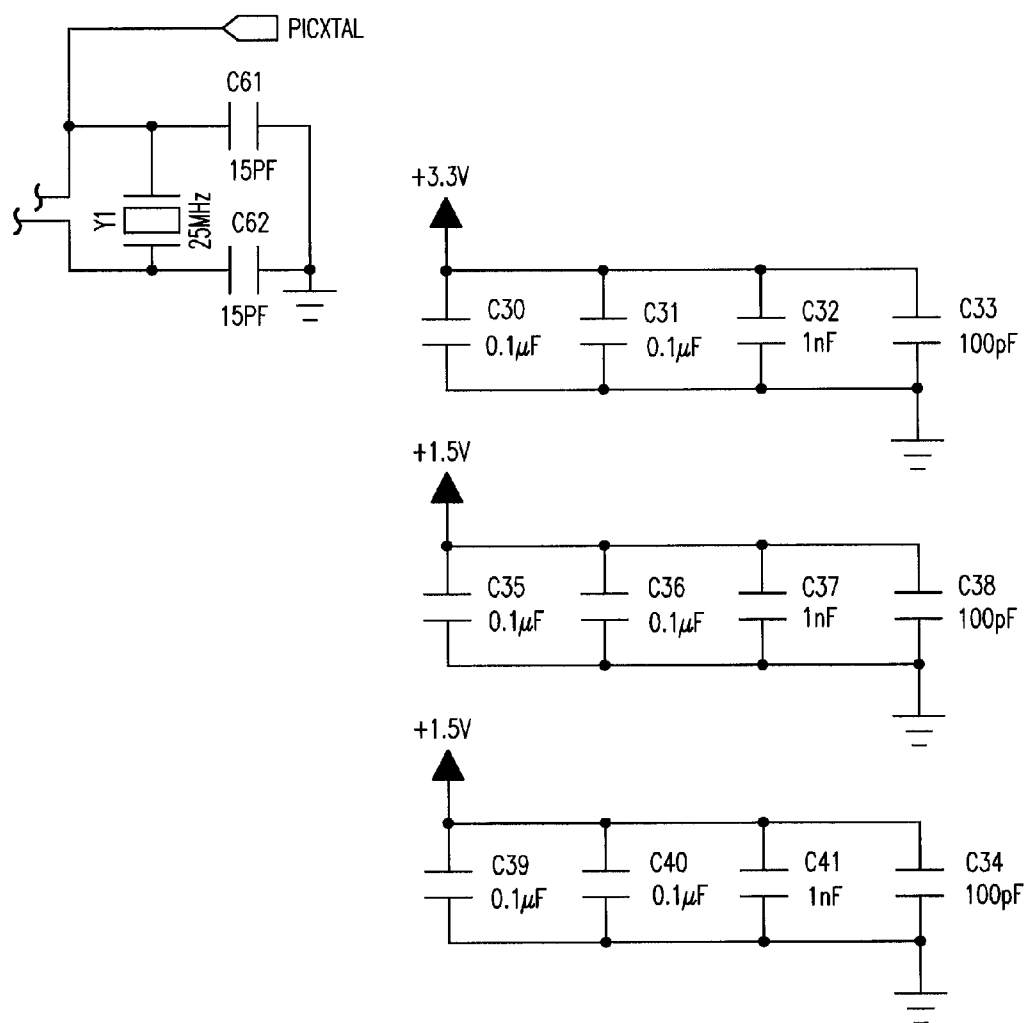 PICXTAL
C61
15PF
Y1
25MHz
C62
15PF
+3.3V
C30
0.1μF
C31
0.1μF
C32
1nF
C33
100pF
+1.5V
C35
0.1μF
C36
0.1μF
C37
1nF
C38
100pF
+1.5V
C39
0.1μF
C40
0.1μF
C41
1nF
C34
100pF